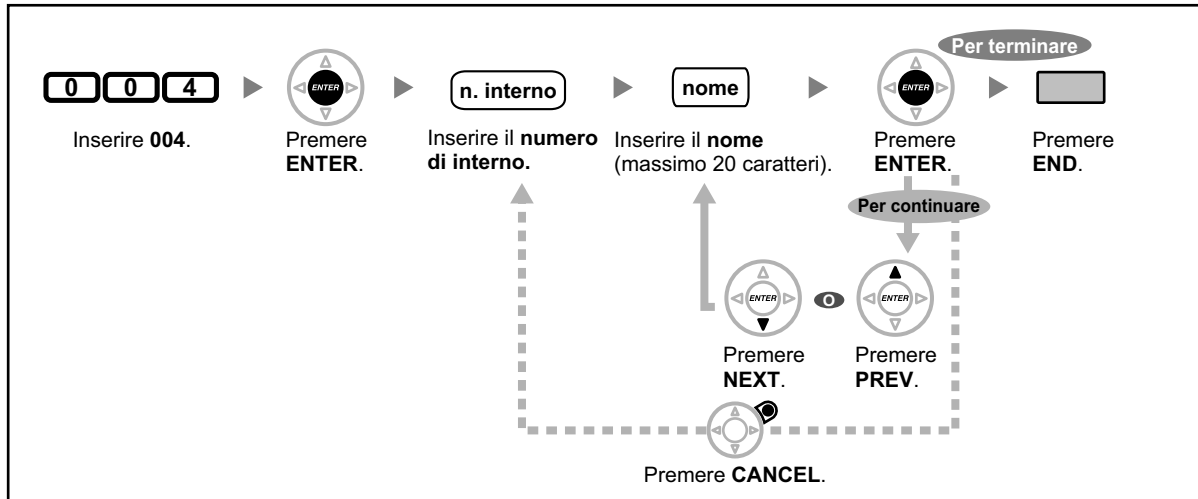 Per terminare
0 0 4
ENTER
n. interno
nome
ENTER
Inserire 004.
Premere
ENTER.
Inserire il numero
di interno.
Inserire il nome
(massimo 20 caratteri).
Premere
ENTER.
Premere
END.
Per continuare
ENTER
O
ENTER
Premere
NEXT.
Premere
PREV.
Premere CANCEL.